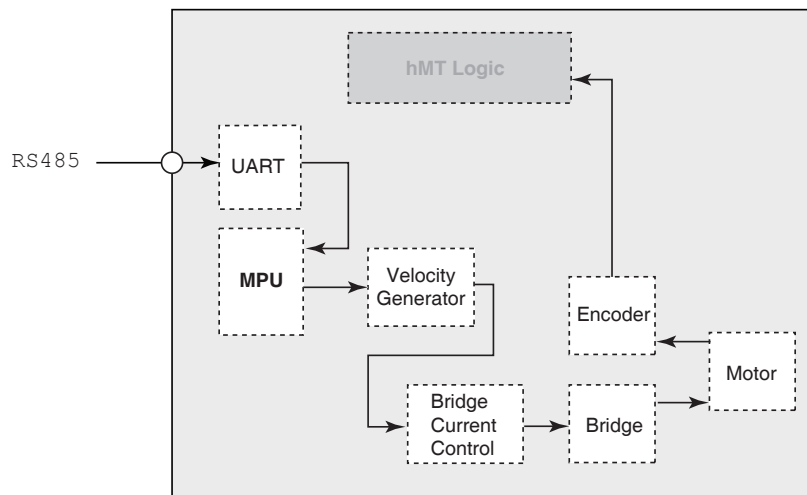 hMT Logic
RS485
UART
MPU
Velocity
Generator
Encoder
Motor
Bridge
Current
Control
Bridge